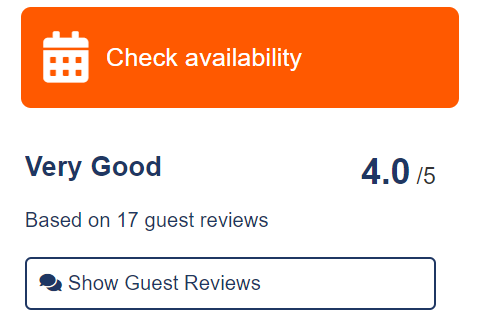 Check availability
Very Good 4.0 /5
Based on 17 guest reviews
Show Guest Reviews